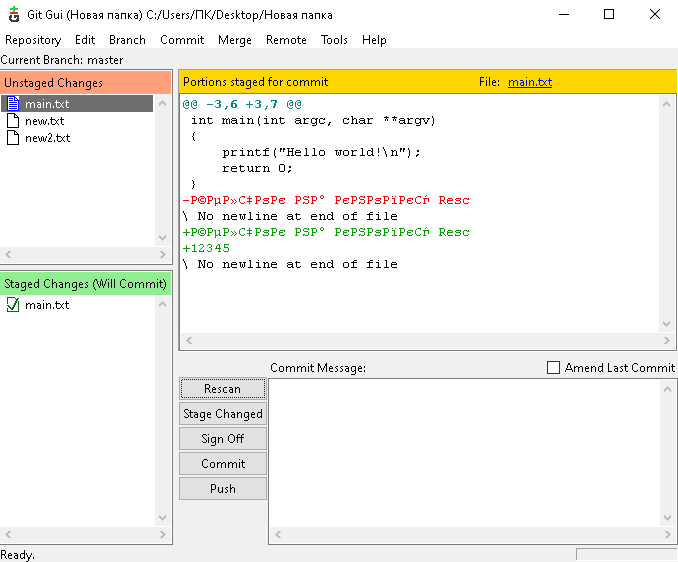 Git Gui (Новая папка) C:/Users/ПК/Desktop/Новая папка
Repository Edit Branch Commit Merge Remote Tools Help
Current Branch: master
Unstaged Changes
main.txt
new.txt
new2.txt
Staged Changes (Will Commit)
main.txt
Portions staged for commit File: main.txt
@@ -3,6 +3,7 @@
int main(int argc, char **argv)
{
printf("Hello world!\n");
return 0;
}
-Р©РµР»С‡РѕРє РЅР° РєРЅРѕРїРєСѓ Resc
\ No newline at end of file
+Р©РµР»С‡РѕРє РЅР° РєРЅРѕРїРєСѓ Resc
+12345
\ No newline at end of file
Commit Message: Amend Last Commit
Rescan
Stage Changed
Sign Off
Commit
Push
Ready.